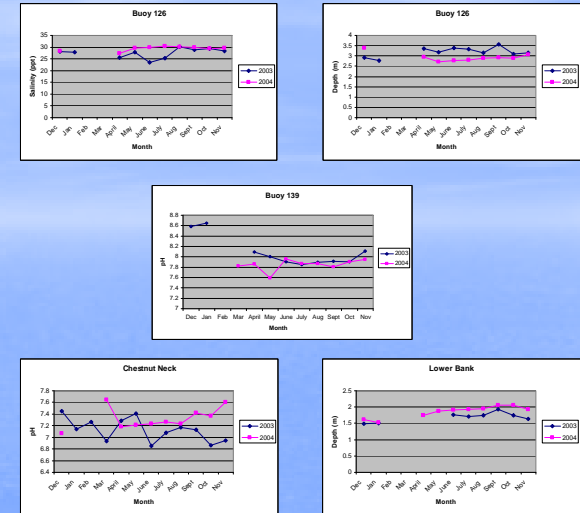 Buoy 126
35
30
25
20
15
10
5
0
Salinity (ppt)
Dec Jan Feb Mar April May June July Aug Sept Oct Nov
Month
2003
2004
Buoy 126
4
3.5
3
2.5
2
1.5
1
0.5
0
Depth (m)
Dec Jan Feb Mar April May June July Aug Sept Oct Nov
Month
2003
2004
Buoy 139
8.8
8.6
8.4
8.2
8
7.8
7.6
7.4
7.2
7
pH
Dec Jan Feb Mar April May June July Aug Sept Oct Nov
Month
2003
2004
Chestnut Neck
7.8
7.6
7.4
7.2
7
6.8
6.6
6.4
pH
Dec Jan Feb Mar April May June July Aug Sept Oct Nov
Month
2003
2004
Lower Bank
2.5
2
1.5
1
0.5
0
Depth (m)
Dec Jan Feb Mar April May June July Aug Sept Oct Nov
Month
2003
2004